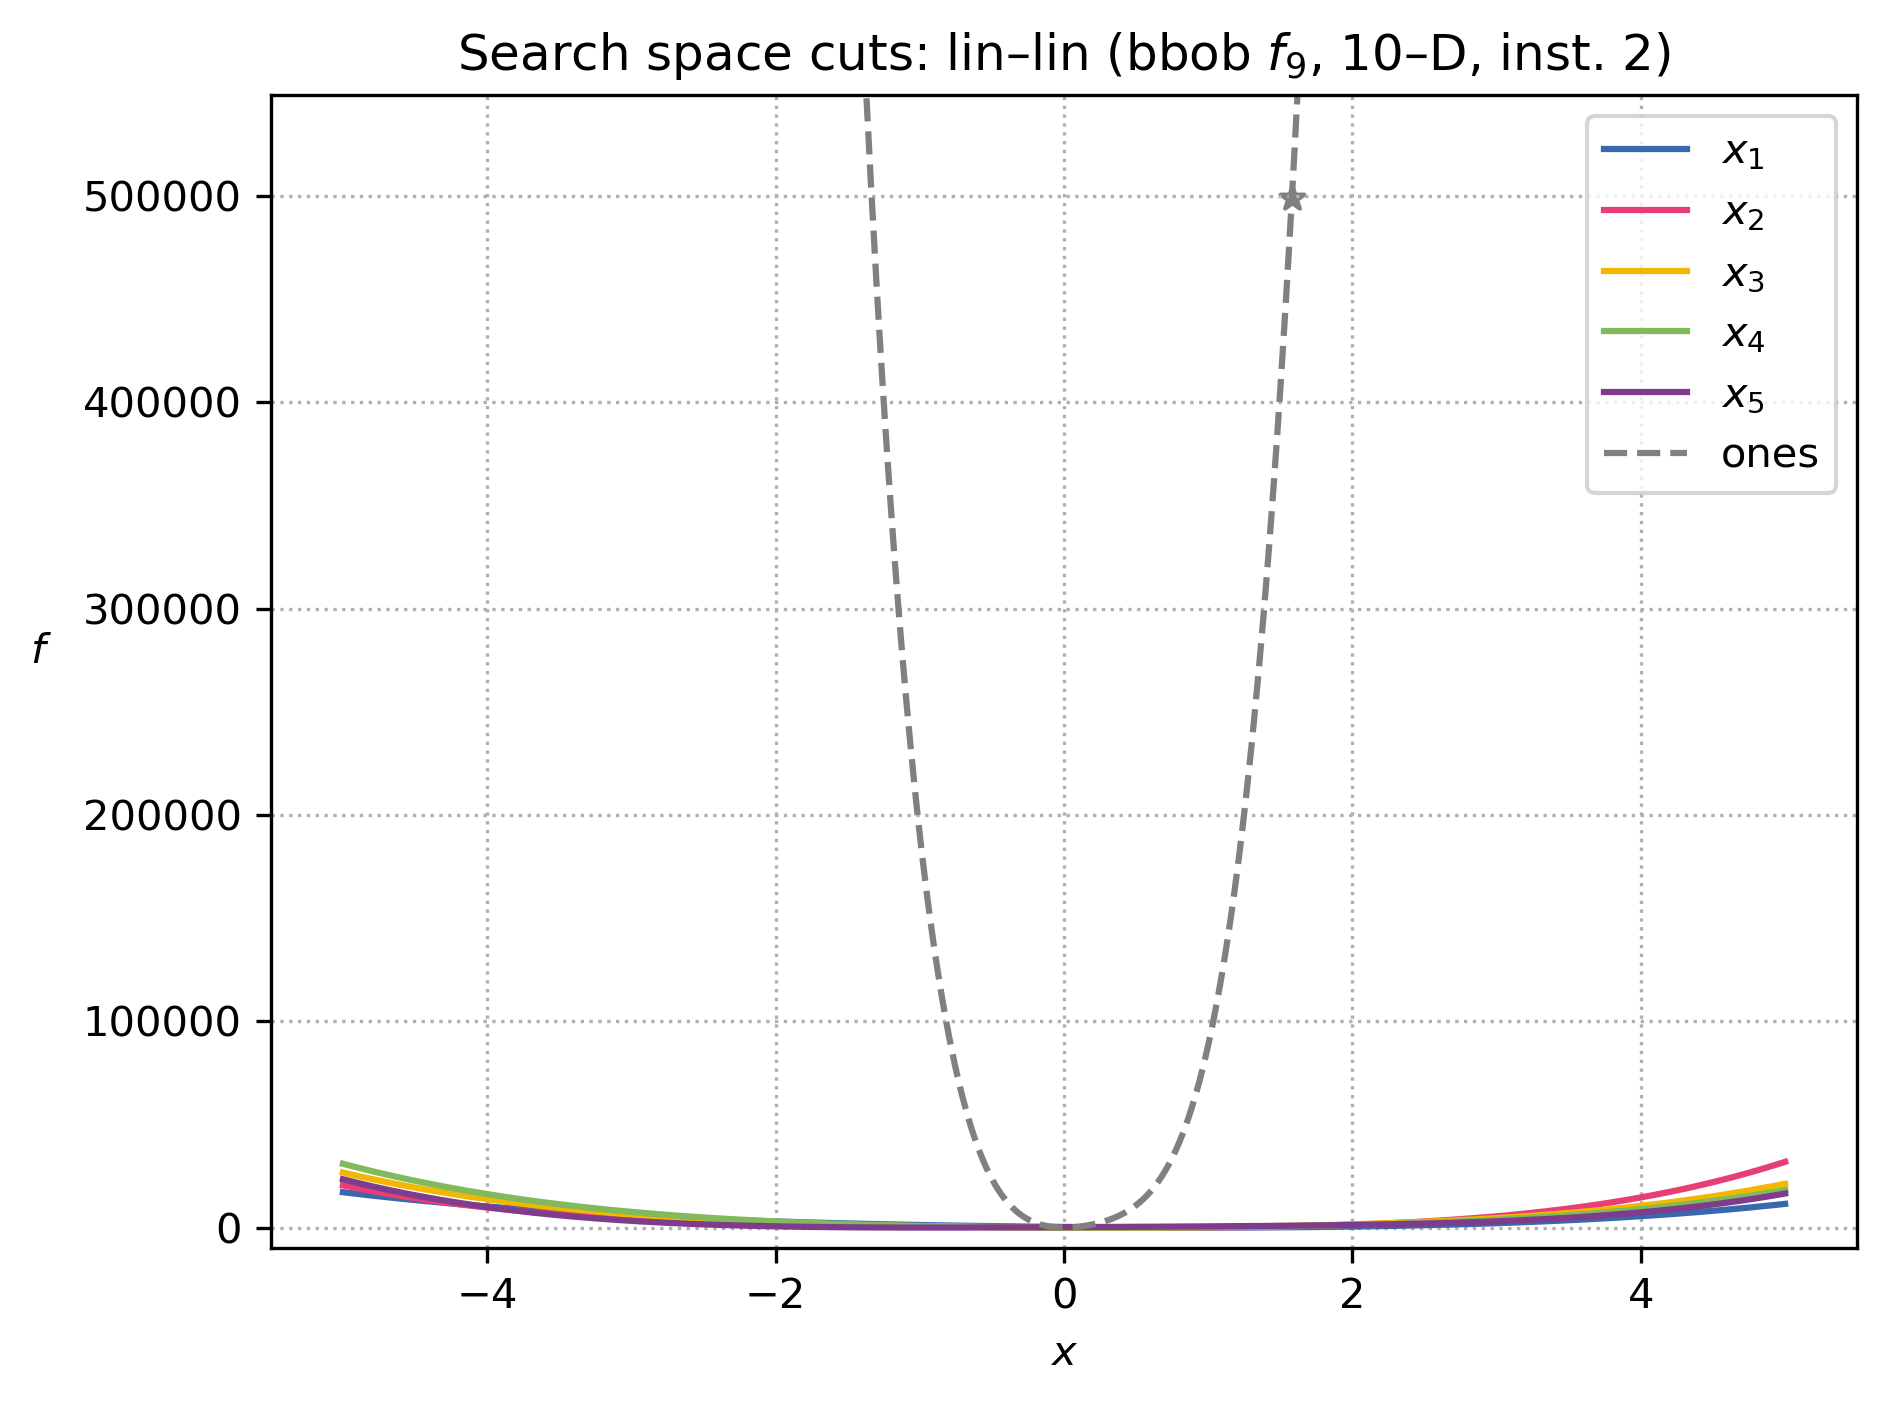 Search space cuts: lin–lin (bbob f₉, 10–D, inst. 2)
x₁
x₂
x₃
x₄
x₅
ones
500000
400000
300000
200000
100000
0
f
−4 −2 0 2 4
x